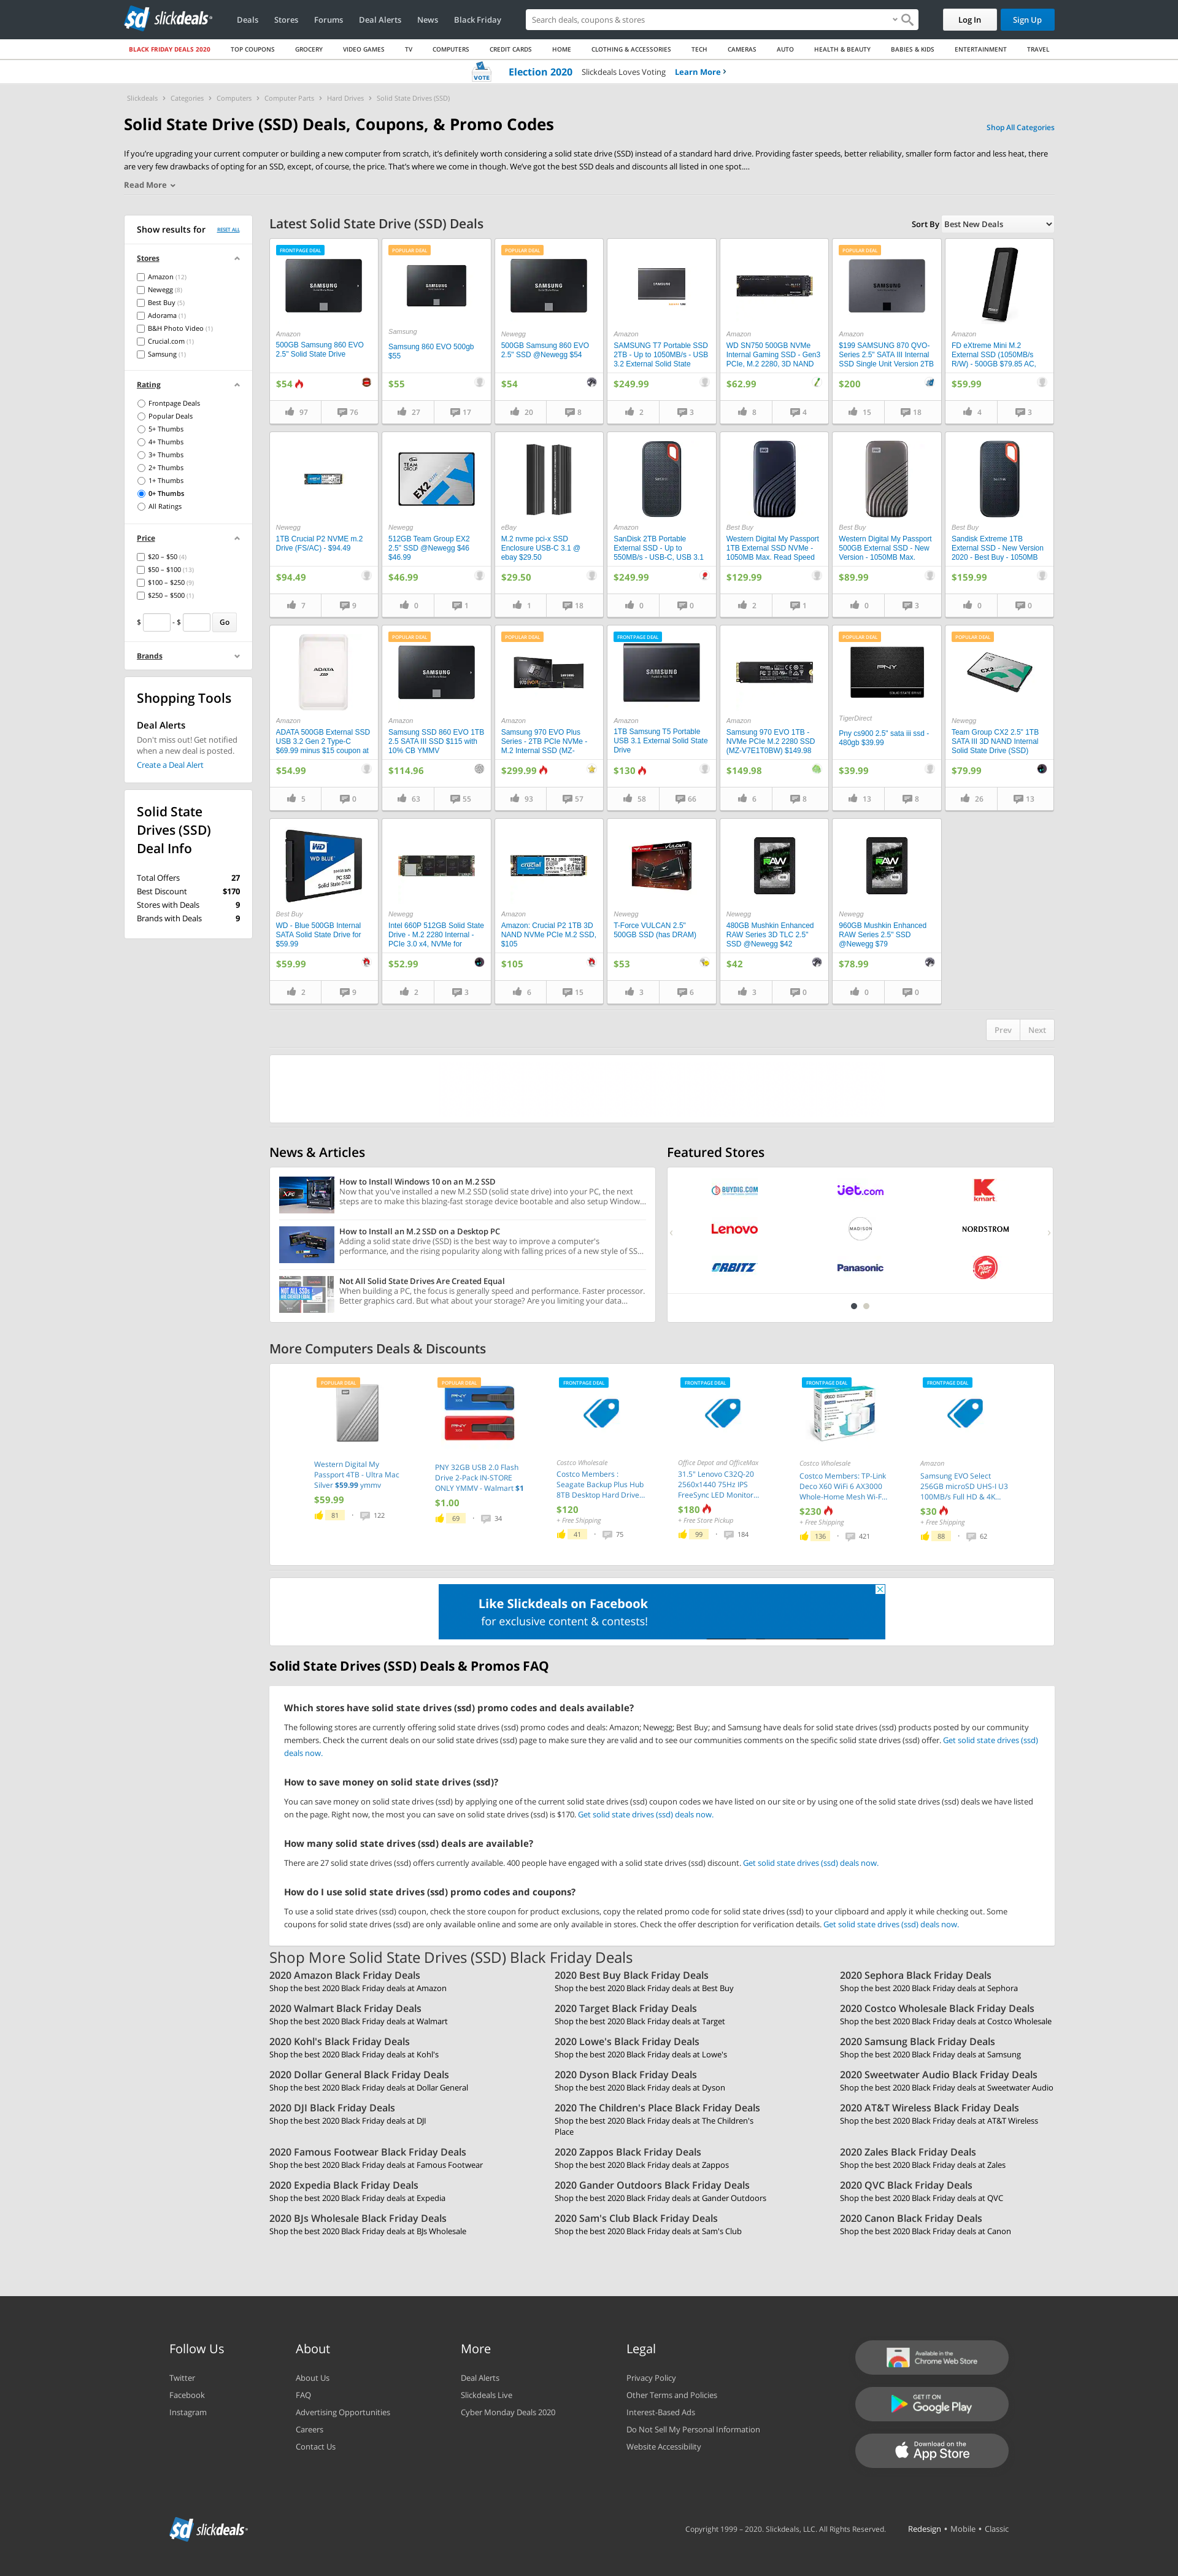 slickdeals
Deals Stores Forums Deal Alerts News Black Friday
Search deals, coupons & stores
Log In
Sign Up
BLACK FRIDAY DEALS 2020 TOP COUPONS GROCERY VIDEO GAMES TV COMPUTERS CREDIT CARDS HOME CLOTHING & ACCESSORIES TECH CAMERAS AUTO HEALTH & BEAUTY BABIES & KIDS ENTERTAINMENT TRAVEL
VOTE Election 2020 Slickdeals Loves Voting Learn More ›
Slickdeals › Categories › Computers › Computer Parts › Hard Drives › Solid State Drives (SSD)
Solid State Drive (SSD) Deals, Coupons, & Promo Codes
Shop All Categories
If you're upgrading your current computer or building a new computer from scratch, it's definitely worth considering a solid state drive (SSD) instead of a standard hard drive. Providing faster speeds, better reliability, smaller form factor and less heat, there
are very few drawbacks of opting for an SSD, except, of course, the price. That's where we come in though. We've got the best SSD deals and discounts all listed in one spot....
Read More
Show results for RESET ALL
Stores
Amazon (12)
Newegg (8)
Best Buy (5)
Adorama (1)
B&H Photo Video (1)
Crucial.com (1)
Samsung (1)
Rating
Frontpage Deals
Popular Deals
5+ Thumbs
4+ Thumbs
3+ Thumbs
2+ Thumbs
1+ Thumbs
0+ Thumbs
All Ratings
Price
$20 – $50 (4)
$50 – $100 (13)
$100 – $250 (9)
$250 – $500 (1)
$ - $ Go
Brands
Shopping Tools
Deal Alerts
Don't miss out! Get notified
when a new deal is posted.
Create a Deal Alert
Solid State
Drives (SSD)
Deal Info
Total Offers 27
Best Discount $170
Stores with Deals 9
Brands with Deals 9
Latest Solid State Drive (SSD) Deals
Sort By Best New Deals
FRONTPAGE DEAL
Amazon
500GB Samsung 860 EVO
2.5" Solid State Drive
$54
97 76
POPULAR DEAL
Samsung
Samsung 860 EVO 500gb
$55
$55
27 17
POPULAR DEAL
Newegg
500GB Samsung 860 EVO
2.5" SSD @Newegg $54
$54
20 8
Amazon
SAMSUNG T7 Portable SSD
2TB - Up to 1050MB/s - USB
3.2 External Solid State
$249.99
2 3
Amazon
WD SN750 500GB NVMe
Internal Gaming SSD - Gen3
PCIe, M.2 2280, 3D NAND
$62.99
8 4
POPULAR DEAL
Amazon
$199 SAMSUNG 870 QVO-
Series 2.5" SATA III Internal
SSD Single Unit Version 2TB
$200
15 18
Amazon
FD eXtreme Mini M.2
External SSD (1050MB/s
R/W) - 500GB $79.85 AC,
$59.99
4 3
Newegg
1TB Crucial P2 NVME m.2
Drive (FS/AC) - $94.49
$94.49
7 9
Newegg
512GB Team Group EX2
2.5" SSD @Newegg $46
$46.99
$46.99
0 1
eBay
M.2 nvme pci-x SSD
Enclosure USB-C 3.1 @
ebay $29.50
$29.50
1 18
Amazon
SanDisk 2TB Portable
External SSD - Up to
550MB/s - USB-C, USB 3.1
$249.99
0 0
Best Buy
Western Digital My Passport
1TB External SSD NVMe -
1050MB Max. Read Speed
$129.99
2 1
Best Buy
Western Digital My Passport
500GB External SSD - New
Version - 1050MB Max.
$89.99
0 3
Best Buy
Sandisk Extreme 1TB
External SSD - New Version
2020 - Best Buy - 1050MB
$159.99
0 0
Amazon
ADATA 500GB External SSD
USB 3.2 Gen 2 Type-C
$69.99 minus $15 coupon at
$54.99
5 0
POPULAR DEAL
Amazon
Samsung SSD 860 EVO 1TB
2.5 SATA III SSD $115 with
10% CB YMMV
$114.96
63 55
POPULAR DEAL
Amazon
Samsung 970 EVO Plus
Series - 2TB PCIe NVMe -
M.2 Internal SSD (MZ-
$299.99
93 57
FRONTPAGE DEAL
Amazon
1TB Samsung T5 Portable
USB 3.1 External Solid State
Drive
$130
58 66
Amazon
Samsung 970 EVO 1TB -
NVMe PCIe M.2 2280 SSD
(MZ-V7E1T0BW) $149.98
$149.98
6 8
POPULAR DEAL
TigerDirect
Pny cs900 2.5" sata iii ssd -
480gb $39.99
$39.99
13 8
POPULAR DEAL
Newegg
Team Group CX2 2.5" 1TB
SATA III 3D NAND Internal
Solid State Drive (SSD)
$79.99
26 13
Best Buy
WD - Blue 500GB Internal
SATA Solid State Drive for
$59.99
$59.99
2 9
Newegg
Intel 660P 512GB Solid State
Drive - M.2 2280 Internal -
PCIe 3.0 x4, NVMe for
$52.99
2 3
Amazon
Amazon: Crucial P2 1TB 3D
NAND NVMe PCIe M.2 SSD,
$105
$105
6 15
Newegg
T-Force VULCAN 2.5"
500GB SSD (has DRAM)
$53
3 6
Newegg
480GB Mushkin Enhanced
RAW Series 3D TLC 2.5"
SSD @Newegg $42
$42
3 0
Newegg
960GB Mushkin Enhanced
RAW Series 2.5" SSD
@Newegg $79
$78.99
0 0
Prev Next
News & Articles
How to Install Windows 10 on an M.2 SSD
Now that you've installed a new M.2 SSD (solid state drive) into your PC, the next
steps are to make this blazing-fast storage device bootable and also setup Window...
How to Install an M.2 SSD on a Desktop PC
Adding a solid state drive (SSD) is the best way to improve a computer's
performance, and the rising popularity along with falling prices of a new style of SS...
Not All Solid State Drives Are Created Equal
When building a PC, the focus is generally speed and performance. Faster processor.
Better graphics card. But what about your storage? Are you limiting your data...
Featured Stores
BUYDIG.COM jet.com kmart
Lenovo MADISON NORDSTROM
ORBITZ Panasonic
More Computers Deals & Discounts
POPULAR DEAL
Western Digital My
Passport 4TB - Ultra Mac
Silver $59.99 ymmv
$59.99
81 • 122
POPULAR DEAL
PNY 32GB USB 2.0 Flash
Drive 2-Pack IN-STORE
ONLY YMMV - Walmart $1
$1.00
69 • 34
FRONTPAGE DEAL
Costco Wholesale
Costco Members :
Seagate Backup Plus Hub
8TB Desktop Hard Drive...
$120
+ Free Shipping
41 • 75
FRONTPAGE DEAL
Office Depot and OfficeMax
31.5" Lenovo C32Q-20
2560x1440 75Hz IPS
FreeSync LED Monitor...
$180
+ Free Store Pickup
99 • 184
FRONTPAGE DEAL
Costco Wholesale
Costco Members: TP-Link
Deco X60 WiFi 6 AX3000
Whole-Home Mesh Wi-F...
$230
+ Free Shipping
136 • 421
FRONTPAGE DEAL
Amazon
Samsung EVO Select
256GB microSD UHS-I U3
100MB/s Full HD & 4K...
$30
+ Free Shipping
88 • 62
Like Slickdeals on Facebook
for exclusive content & contests!
Solid State Drives (SSD) Deals & Promos FAQ
Which stores have solid state drives (ssd) promo codes and deals available?
The following stores are currently offering solid state drives (ssd) promo codes and deals: Amazon; Newegg; Best Buy; and Samsung have deals for solid state drives (ssd) products posted by our community
members. Check the current deals on our solid state drives (ssd) page to make sure they are valid and to see our communities comments on the specific solid state drives (ssd) offer. Get solid state drives (ssd)
deals now.
How to save money on solid state drives (ssd)?
You can save money on solid state drives (ssd) by applying one of the current solid state drives (ssd) coupon codes we have listed on our site or by using one of the solid state drives (ssd) deals we have listed
on the page. Right now, the most you can save on solid state drives (ssd) is $170. Get solid state drives (ssd) deals now.
How many solid state drives (ssd) deals are available?
There are 27 solid state drives (ssd) offers currently available. 400 people have engaged with a solid state drives (ssd) discount. Get solid state drives (ssd) deals now.
How do I use solid state drives (ssd) promo codes and coupons?
To use a solid state drives (ssd) coupon, check the store coupon for product exclusions, copy the related promo code for solid state drives (ssd) to your clipboard and apply it while checking out. Some
coupons for solid state drives (ssd) are only available online and some are only available in stores. Check the offer description for verification details. Get solid state drives (ssd) deals now.
Shop More Solid State Drives (SSD) Black Friday Deals
2020 Amazon Black Friday Deals 2020 Best Buy Black Friday Deals 2020 Sephora Black Friday Deals
Shop the best 2020 Black Friday deals at Amazon Shop the best 2020 Black Friday deals at Best Buy Shop the best 2020 Black Friday deals at Sephora
2020 Walmart Black Friday Deals 2020 Target Black Friday Deals 2020 Costco Wholesale Black Friday Deals
Shop the best 2020 Black Friday deals at Walmart Shop the best 2020 Black Friday deals at Target Shop the best 2020 Black Friday deals at Costco Wholesale
2020 Kohl's Black Friday Deals 2020 Lowe's Black Friday Deals 2020 Samsung Black Friday Deals
Shop the best 2020 Black Friday deals at Kohl's Shop the best 2020 Black Friday deals at Lowe's Shop the best 2020 Black Friday deals at Samsung
2020 Dollar General Black Friday Deals 2020 Dyson Black Friday Deals 2020 Sweetwater Audio Black Friday Deals
Shop the best 2020 Black Friday deals at Dollar General Shop the best 2020 Black Friday deals at Dyson Shop the best 2020 Black Friday deals at Sweetwater Audio
2020 DJI Black Friday Deals 2020 The Children's Place Black Friday Deals 2020 AT&T Wireless Black Friday Deals
Shop the best 2020 Black Friday deals at DJI Shop the best 2020 Black Friday deals at The Children's Shop the best 2020 Black Friday deals at AT&T Wireless
Place
2020 Famous Footwear Black Friday Deals 2020 Zappos Black Friday Deals 2020 Zales Black Friday Deals
Shop the best 2020 Black Friday deals at Famous Footwear Shop the best 2020 Black Friday deals at Zappos Shop the best 2020 Black Friday deals at Zales
2020 Expedia Black Friday Deals 2020 Gander Outdoors Black Friday Deals 2020 QVC Black Friday Deals
Shop the best 2020 Black Friday deals at Expedia Shop the best 2020 Black Friday deals at Gander Outdoors Shop the best 2020 Black Friday deals at QVC
2020 BJs Wholesale Black Friday Deals 2020 Sam's Club Black Friday Deals 2020 Canon Black Friday Deals
Shop the best 2020 Black Friday deals at BJs Wholesale Shop the best 2020 Black Friday deals at Sam's Club Shop the best 2020 Black Friday deals at Canon
Follow Us
Twitter
Facebook
Instagram
About
About Us
FAQ
Advertising Opportunities
Careers
Contact Us
More
Deal Alerts
Slickdeals Live
Cyber Monday Deals 2020
Legal
Privacy Policy
Other Terms and Policies
Interest-Based Ads
Do Not Sell My Personal Information
Website Accessibility
Available in the
Chrome Web Store
GET IT ON
Google Play
Download on the
App Store
slickdeals
Copyright 1999 – 2020. Slickdeals, LLC. All Rights Reserved. Redesign • Mobile • Classic